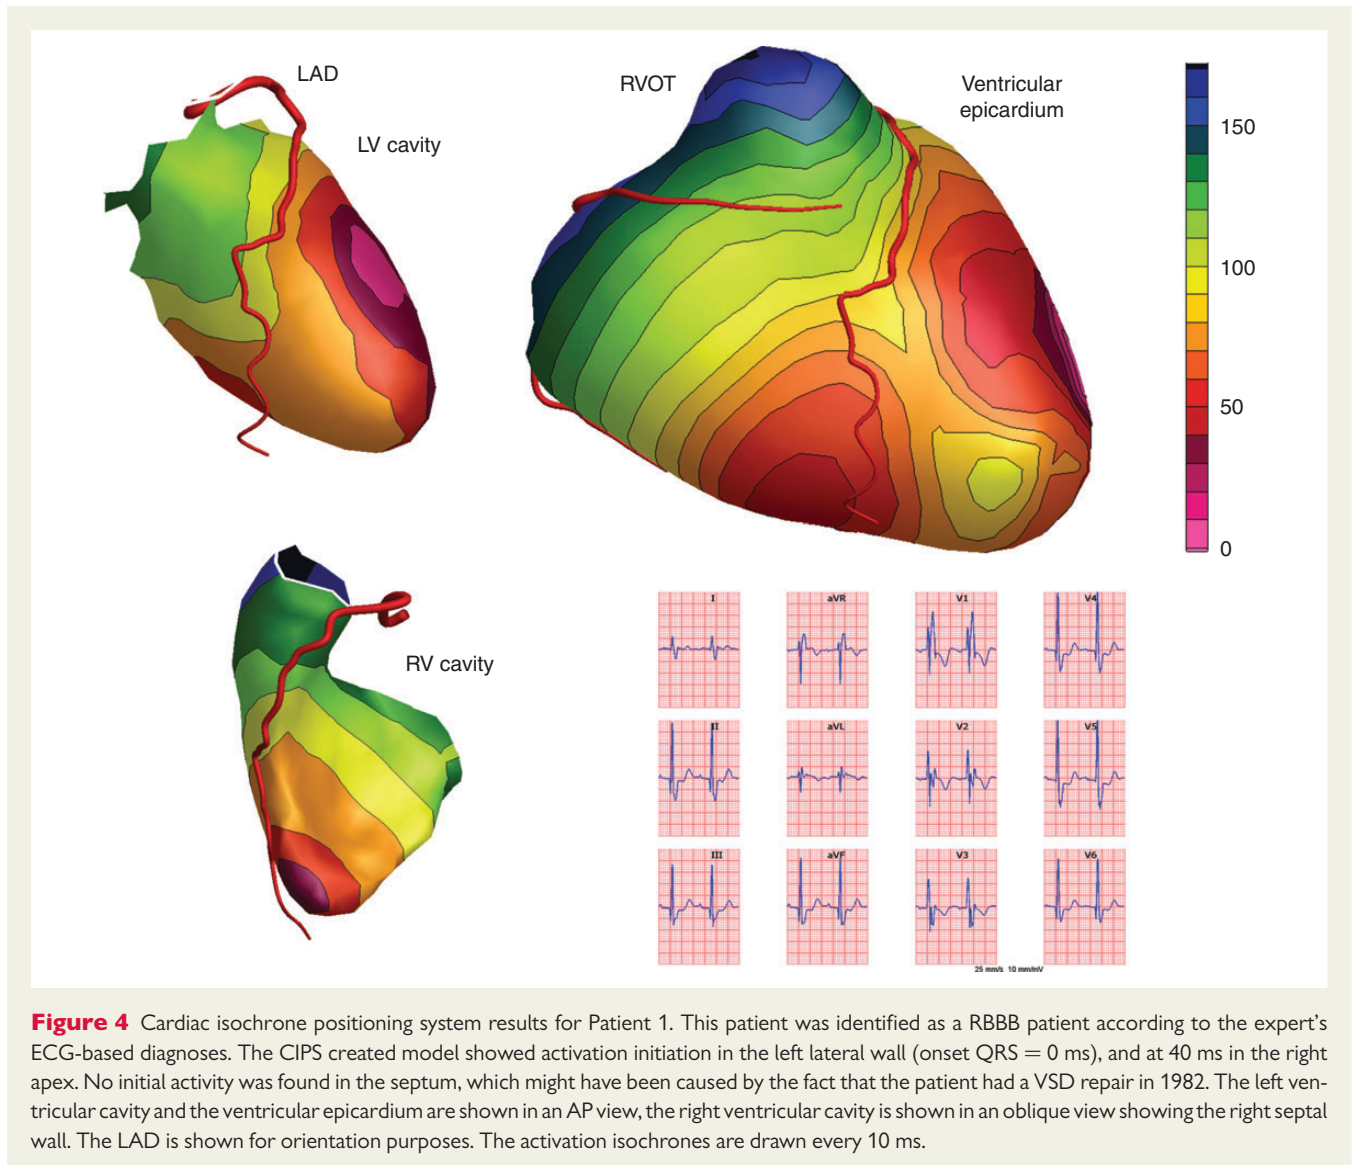 LAD
LV cavity
RVOT
Ventricular
epicardium
150
100
50
0
RV cavity
I
aVR
V1
V4
II
aVL
V2
V5
III
aVF
V3
V6
25 mm/s 10 mm/mV
Figure 4 Cardiac isochrone positioning system results for Patient 1. This patient was identified as a RBBB patient according to the expert's
ECG-based diagnoses. The CIPS created model showed activation initiation in the left lateral wall (onset QRS = 0 ms), and at 40 ms in the right
apex. No initial activity was found in the septum, which might have been caused by the fact that the patient had a VSD repair in 1982. The left ven-
tricular cavity and the ventricular epicardium are shown in an AP view, the right ventricular cavity is shown in an oblique view showing the right septal
wall. The LAD is shown for orientation purposes. The activation isochrones are drawn every 10 ms.